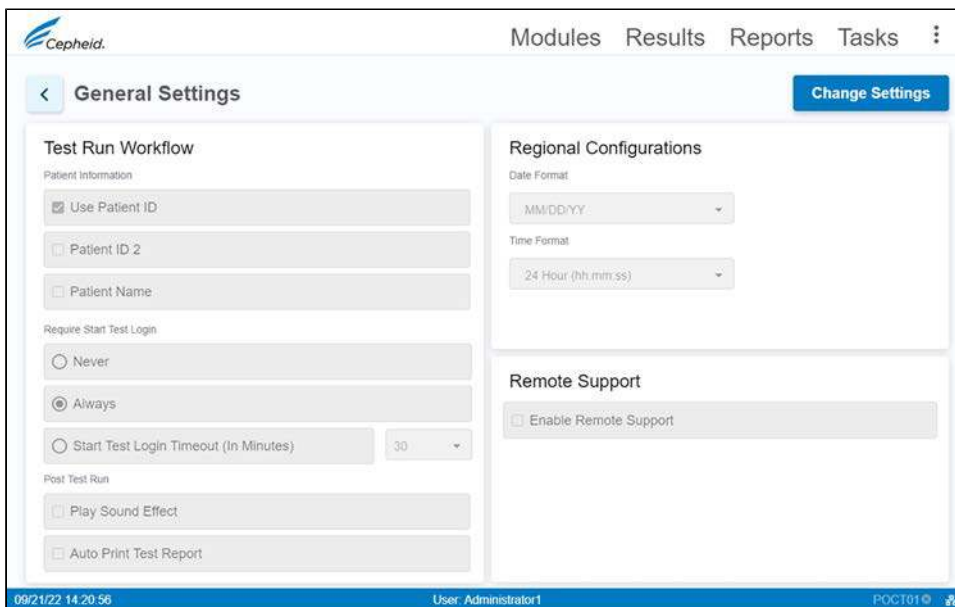 Cepheid.
Modules Results Reports Tasks
General Settings
Change Settings
Test Run Workflow
Patient Information
Use Patient ID
Patient ID 2
Patient Name
Require Start Test Login
Never
Always
Start Test Login Timeout (In Minutes) 30
Post Test Run
Play Sound Effect
Auto Print Test Report
Regional Configurations
Date Format
MM/DD/YY
Time Format
24 Hour (hh:mm:ss)
Remote Support
Enable Remote Support
09/21/22 14:20:56 User: Administrator1 POCT01